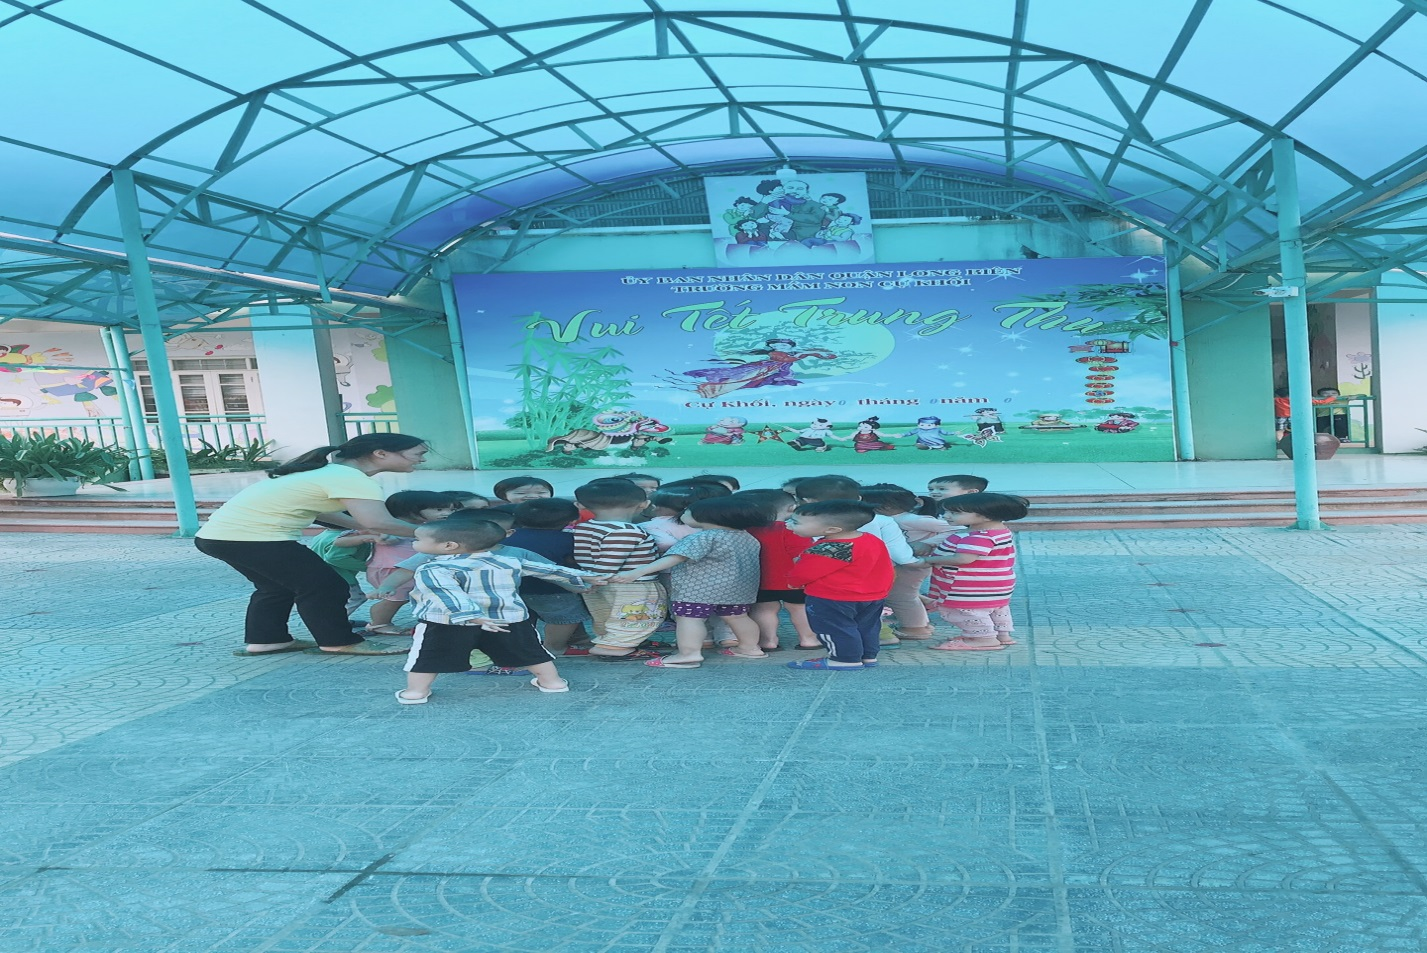 ỦY BAN NHÂN DÂN QUẬN LONG BIÊN
TRƯỜNG MẦM NON CỰ KHỐI
Vui Tết Trung Thu
Cự Khối, ngày tháng năm